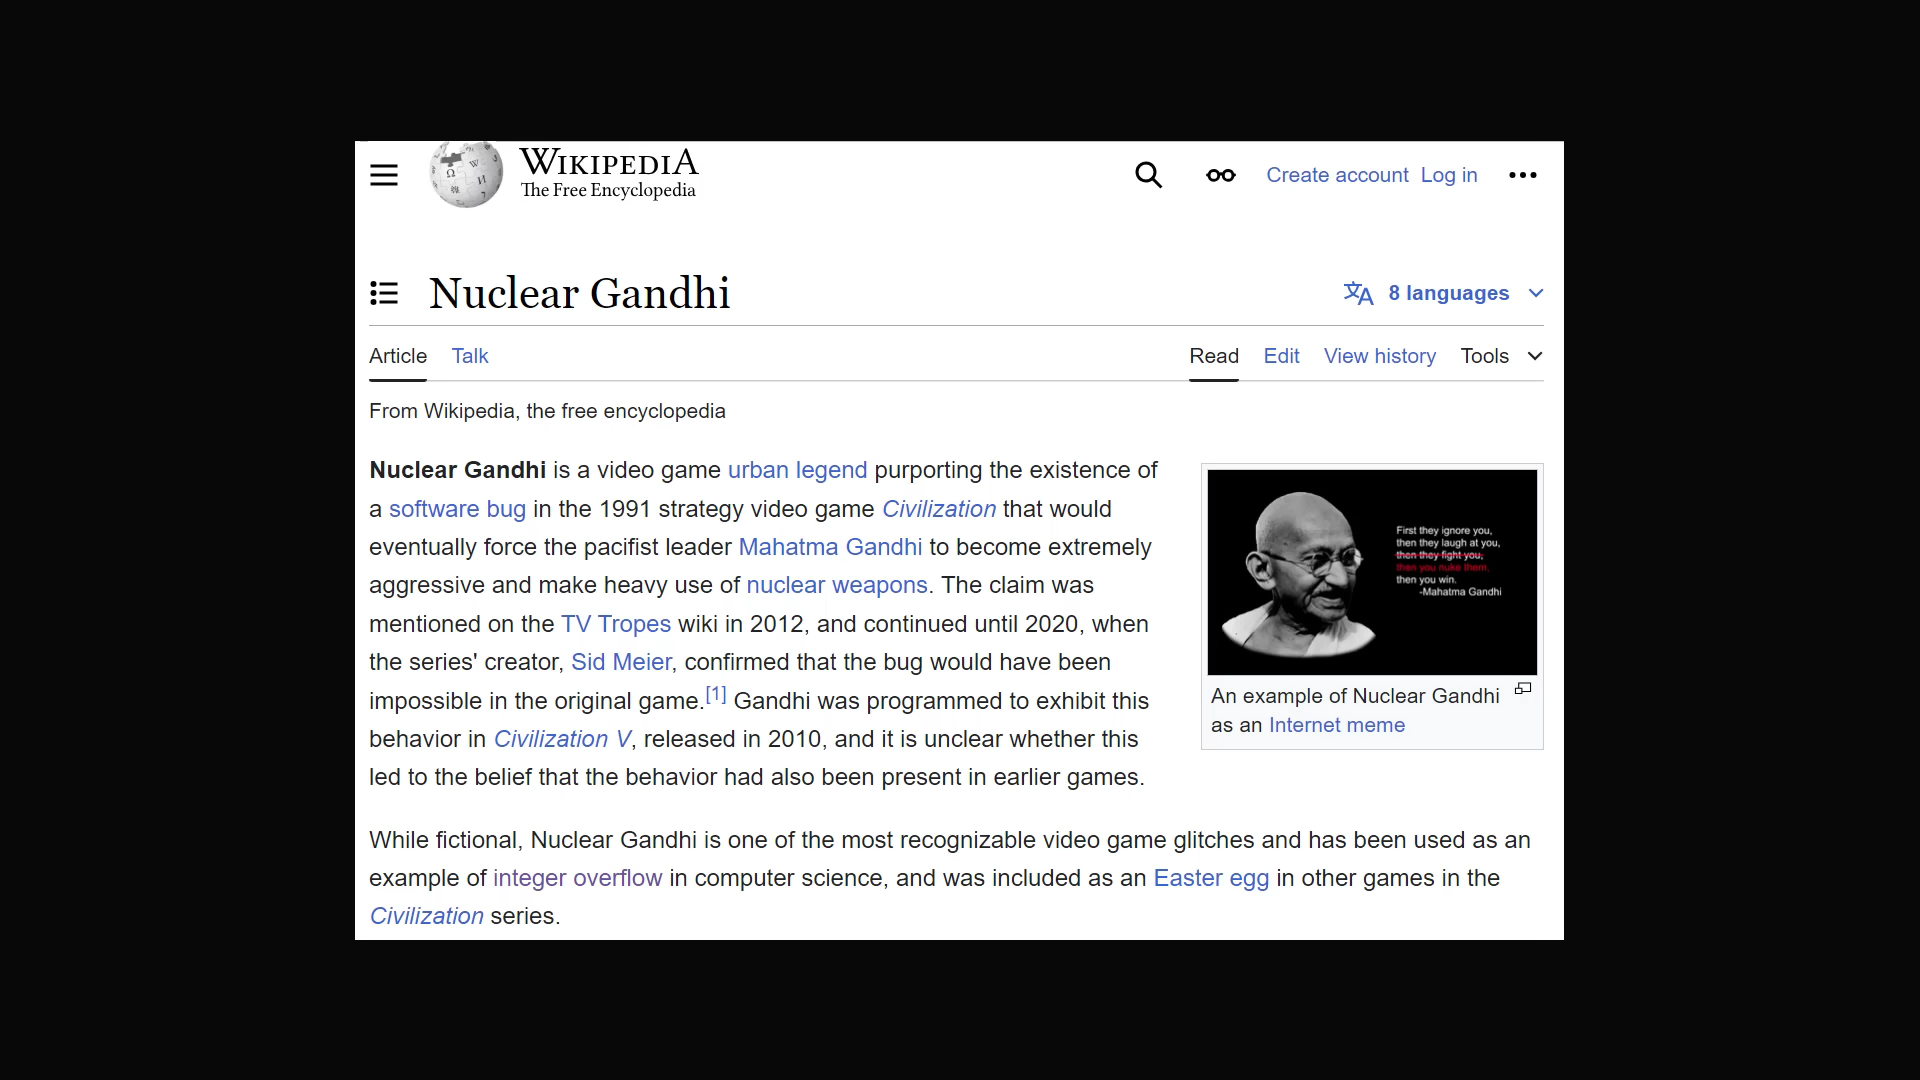 WIKIPEDIA
The Free Encyclopedia
Create account Log in
Nuclear Gandhi
8 languages
Article Talk
Read Edit View history Tools
From Wikipedia, the free encyclopedia
Nuclear Gandhi is a video game urban legend purporting the existence of
a software bug in the 1991 strategy video game Civilization that would
eventually force the pacifist leader Mahatma Gandhi to become extremely
aggressive and make heavy use of nuclear weapons. The claim was
mentioned on the TV Tropes wiki in 2012, and continued until 2020, when
the series' creator, Sid Meier, confirmed that the bug would have been
impossible in the original game.[1] Gandhi was programmed to exhibit this
behavior in Civilization V, released in 2010, and it is unclear whether this
led to the belief that the behavior had also been present in earlier games.
First they ignore you,
then they laugh at you,
then they fight you,
then you nuke them,
then you win.
-Mahatma Gandhi
An example of Nuclear Gandhi
as an Internet meme
While fictional, Nuclear Gandhi is one of the most recognizable video game glitches and has been used as an
example of integer overflow in computer science, and was included as an Easter egg in other games in the
Civilization series.